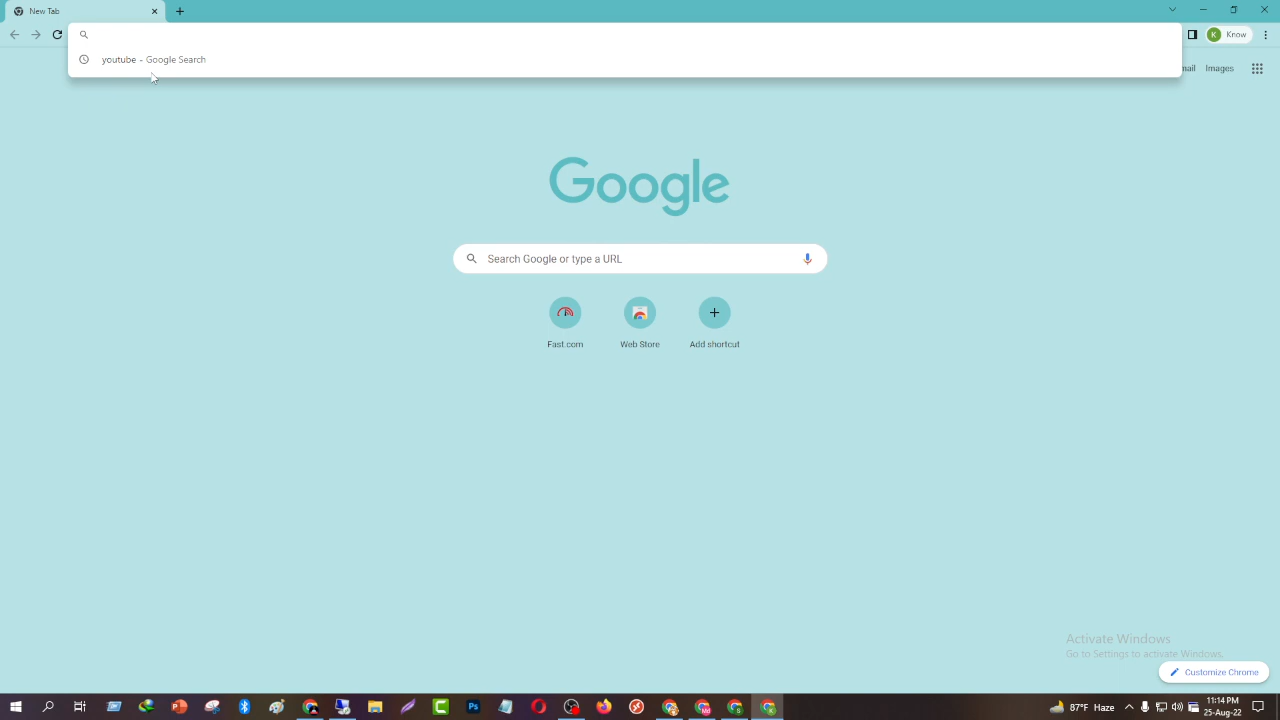 New Tab
Know
youtube - Google Search
mail Images
Google
Search Google or type a URL
Fast.com Web Store Add shortcut
Activate Windows
Go to Settings to activate Windows.
Customize Chrome
87°F Haze
11:14 PM
25-Aug-22